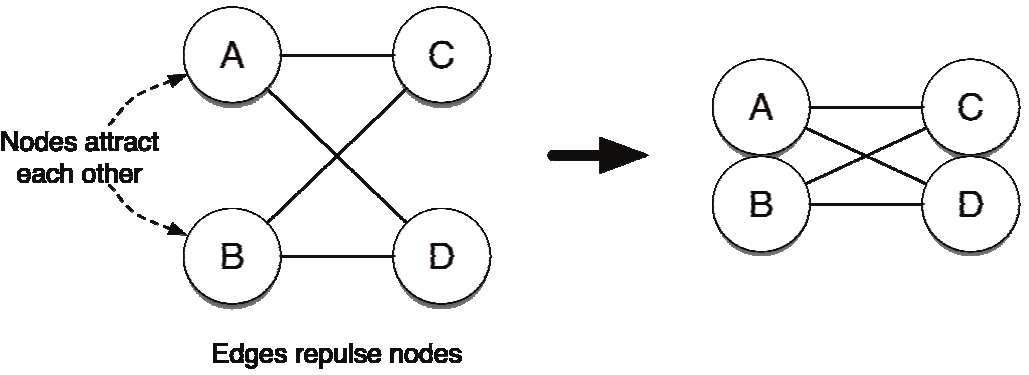 A
C
Nodes attract
each other
B
D
Edges repulse nodes
A
C
B
D